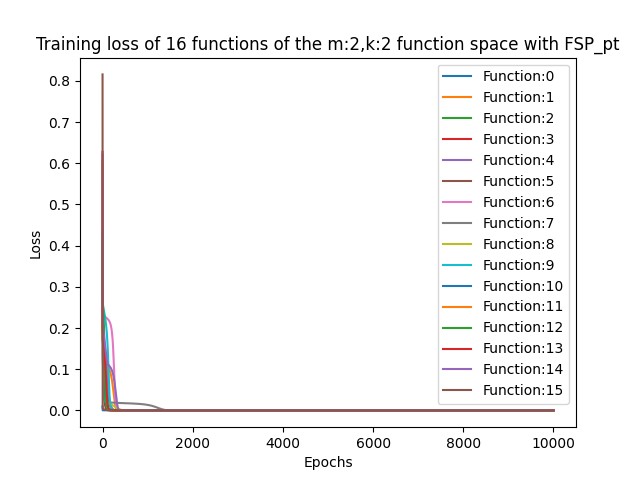 Training loss of 16 functions of the m:2,k:2 function space with FSP_pt
Loss
0.8
0.7
0.6
0.5
0.4
0.3
0.2
0.1
0.0
Function:0
Function:1
Function:2
Function:3
Function:4
Function:5
Function:6
Function:7
Function:8
Function:9
Function:10
Function:11
Function:12
Function:13
Function:14
Function:15
0 2000 4000 6000 8000 10000
Epochs